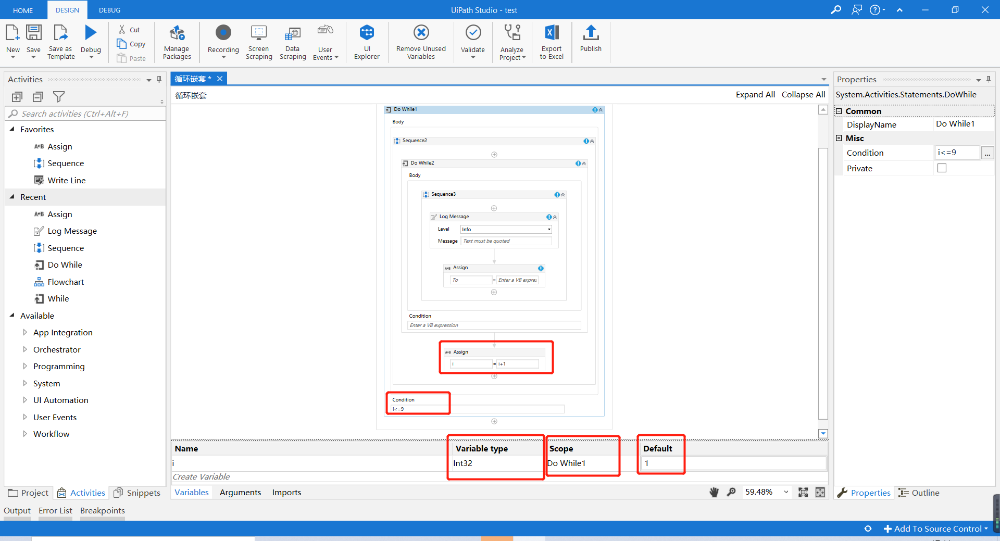 HOME DESIGN DEBUG UiPath Studio - test
New Save Save as Template Debug Cut Copy Paste Manage Packages Recording Screen Scraping Data Scraping User Events UI Explorer Remove Unused Variables Validate Analyze Project Export to Excel Publish
Activities
Search activities (Ctrl+Alt+F)
Favorites
Assign
Sequence
Write Line
Recent
Assign
Log Message
Sequence
Do While
Flowchart
While
Available
App Integration
Orchestrator
Programming
System
UI Automation
User Events
Workflow
Project Activities Snippets
循环嵌套 *
循环嵌套 Expand All Collapse All
Do While1
Body
Sequence2
Do While2
Body
Sequence3
Log Message
Level Info
Message Text must be quoted
A+B Assign
To = Enter a VB expres
Condition
Enter a VB expression
A+B Assign
i = i+1
Condition
i<=9
Name Variable type Scope Default
i Int32 Do While1 1
Create Variable
Variables Arguments Imports 59.48%
Properties
System.Activities.Statements.DoWhile
Common
DisplayName Do While1
Misc
Condition i<=9 ...
Private
Properties Outline
Output Error List Breakpoints
Add To Source Control